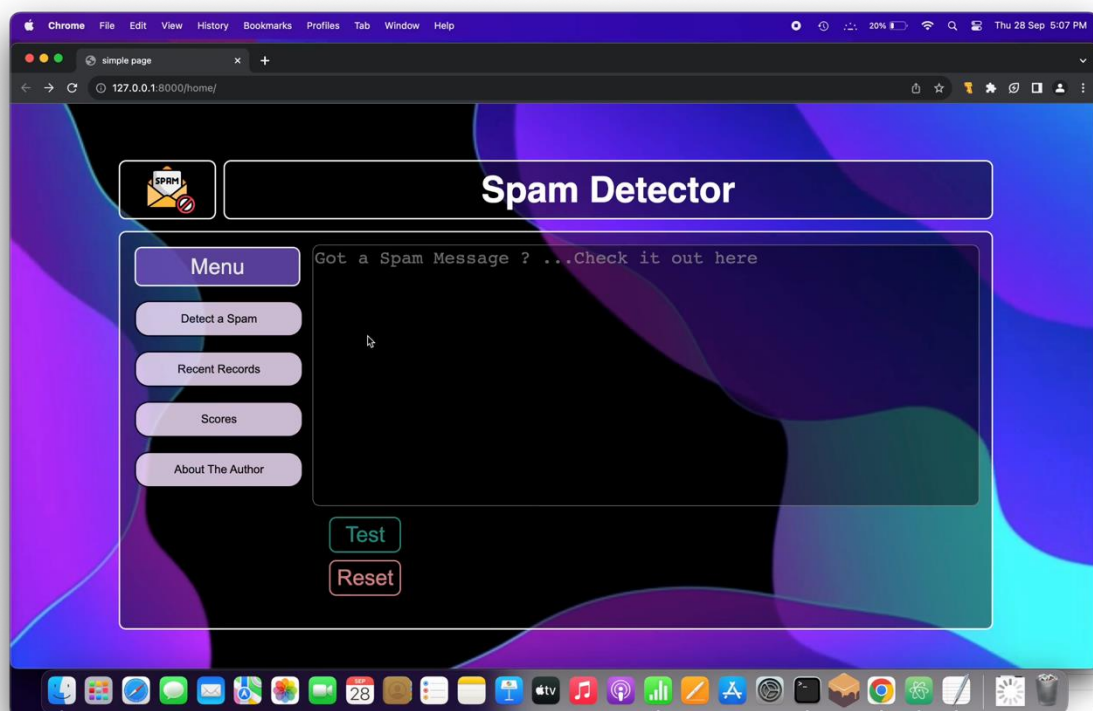 Chrome File Edit View History Bookmarks Profiles Tab Window Help 20% Thu 28 Sep 5:07 PM
simple page
127.0.0.1:8000/home/
SPAM
Spam Detector
Menu
Got a Spam Message ? ...Check it out here
Detect a Spam
Recent Records
Scores
About The Author
Test
Reset
SEP
28
tv